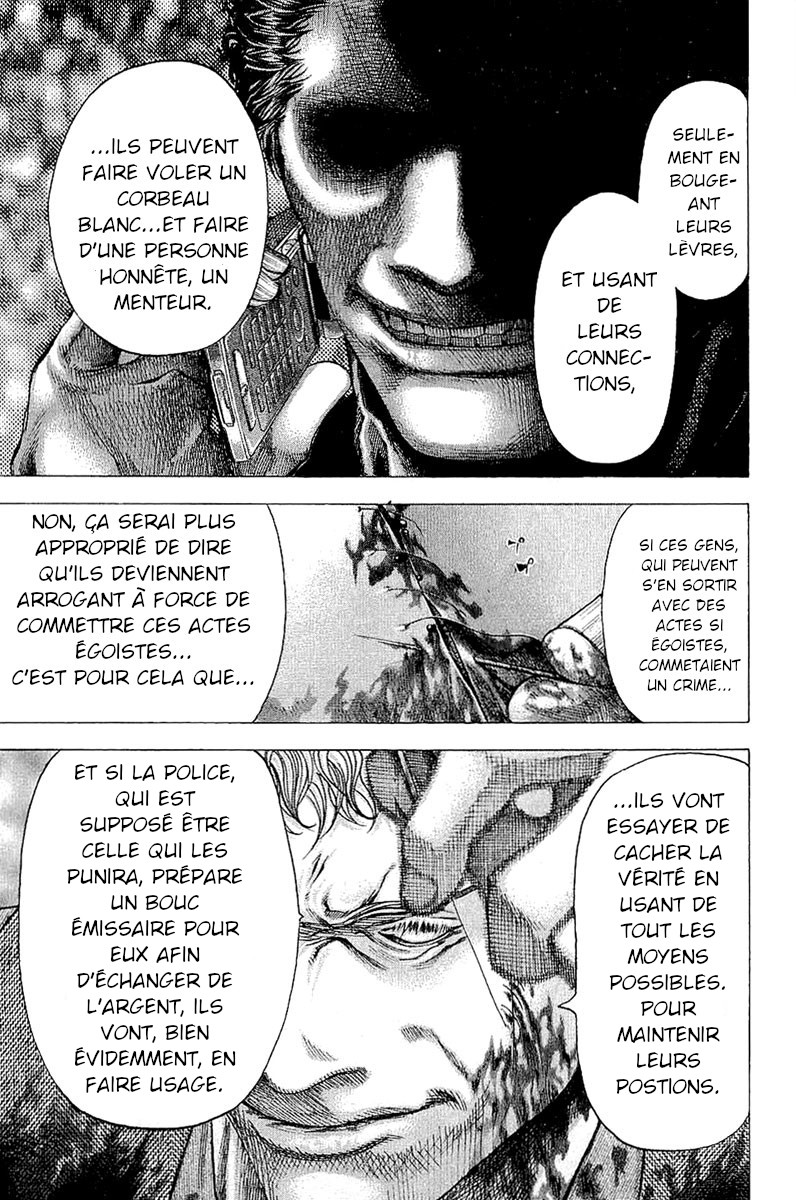 SEULE-
MENT EN
BOUGE-
ANT
LEURS
LÈVRES,
ET USANT
DE
LEURS
CONNEC-
TIONS,
...ILS PEUVENT
FAIRE VOLER UN
CORBEAU
BLANC...ET FAIRE
D'UNE PERSONNE
HONNÊTE, UN
MENTEUR.
SI CES GENS,
QUI PEUVENT
S'EN SORTIR
AVEC DES
ACTES SI
ÉGOISTES,
COMMETAIENT
UN CRIME...
NON, ÇA SERAI PLUS
APPROPRIÉ DE DIRE
QU'ILS DEVIENNENT
ARROGANT À FORCE DE
COMMETTRE CES ACTES
ÉGOISTES...
C'EST POUR CELA QUE...
...ILS VONT
ESSAYER DE
CACHER LA
VÉRITÉ EN
USANT DE
TOUT LES
MOYENS
POSSIBLES.
POUR
MAINTENIR
LEURS
POSTIONS.
ET SI LA POLICE,
QUI EST
SUPPOSÉ ÊTRE
CELLE QUI LES
PUNIRA, PRÉPARE
UN BOUC
ÉMISSAIRE POUR
EUX AFIN
D'ÉCHANGER DE
L'ARGENT, ILS
VONT, BIEN
ÉVIDEMMENT, EN
FAIRE USAGE.